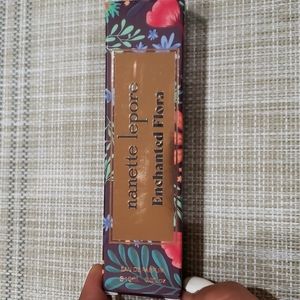 nanette lepore
Enchanted Flora
EAU DE PARFUM